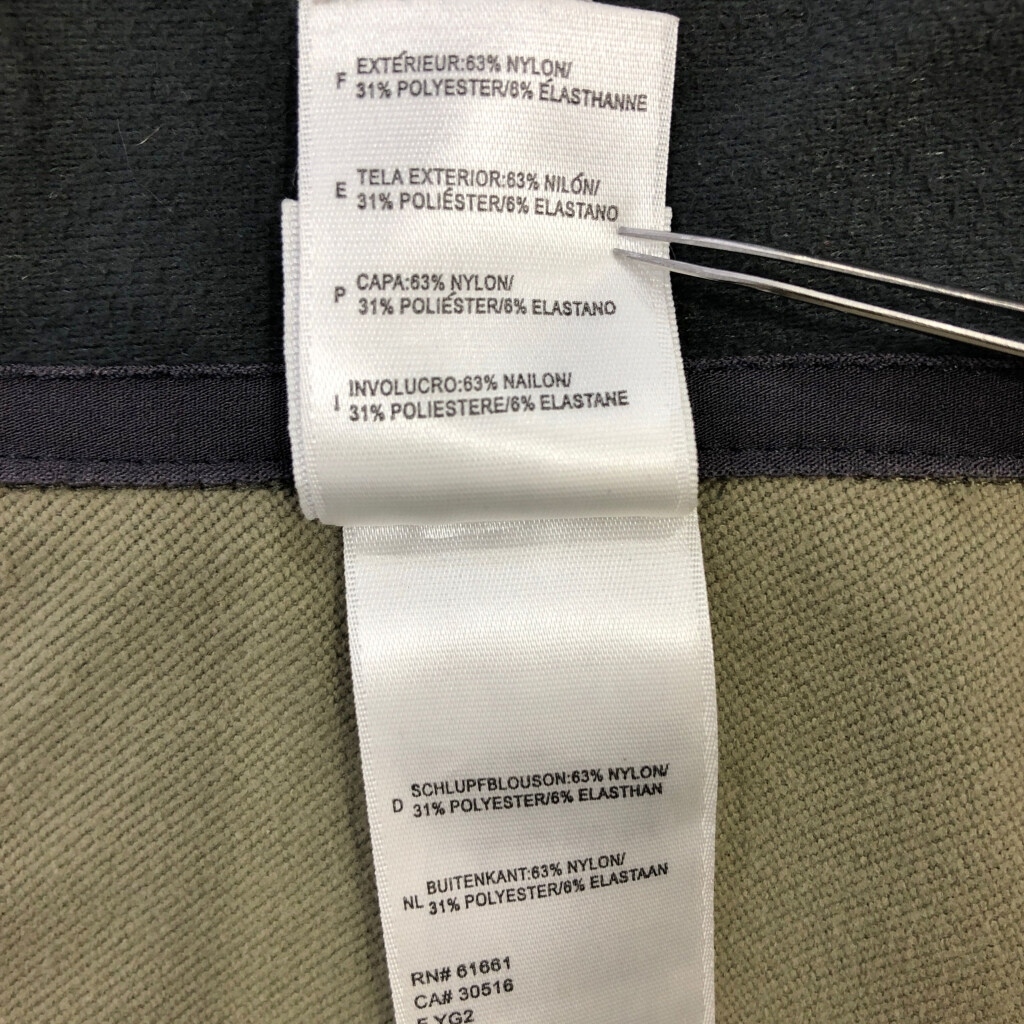 F EXTÉRIEUR:63% NYLON/
31% POLYESTER/6% ÉLASTHANNE
E TELA EXTERIOR:63% NILÓN/
31% POLIÉSTER/6% ELASTANO
P CAPA:63% NYLON/
31% POLIÉSTER/6% ELASTANO
I INVOLUCRO:63% NAILON/
31% POLIESTERE/6% ELASTANE
D SCHLUPFBLOUSON:63% NYLON/
31% POLYESTER/6% ELASTHAN
NL BUITENKANT:63% NYLON/
31% POLYESTER/6% ELASTAAN
RN# 61661
CA# 30516
YG2